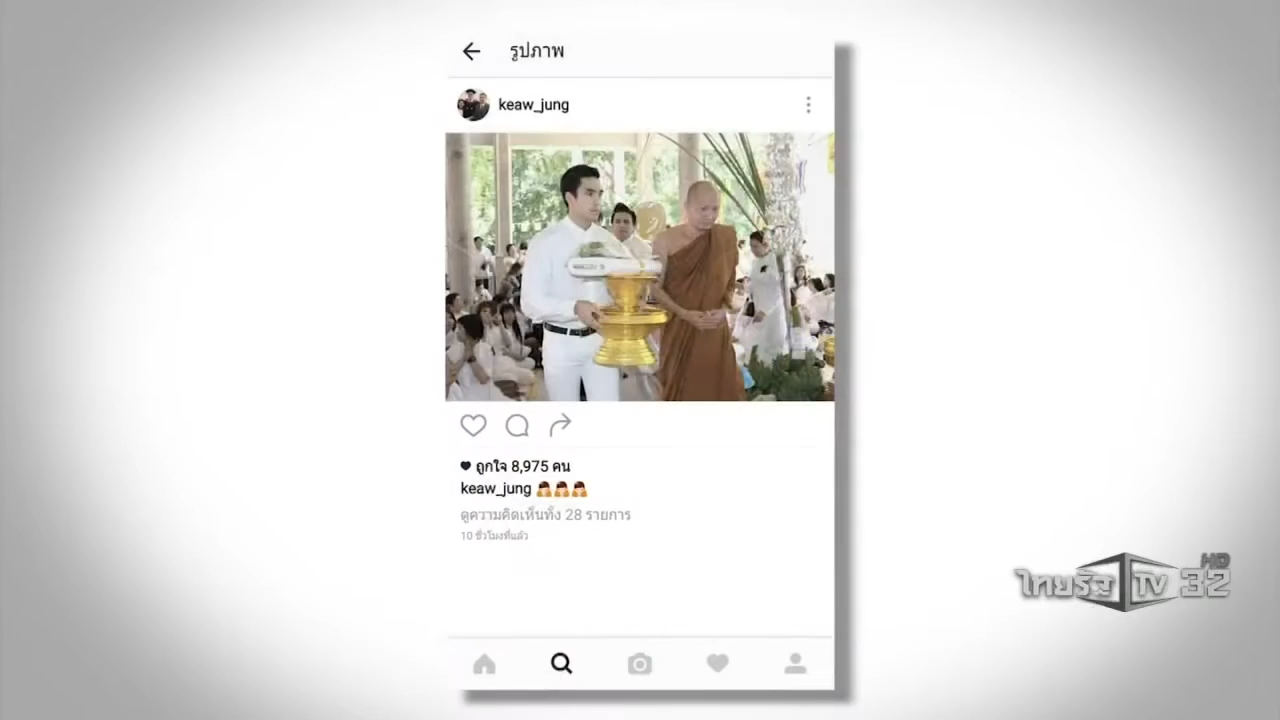 รูปภาพ
keaw_jung
ถูกใจ 8,975 คน
keaw_jung
ดูความคิดเห็นทั้ง 28 รายการ
10 ชั่วโมงที่แล้ว
ไทยรัฐ TV 32 HD